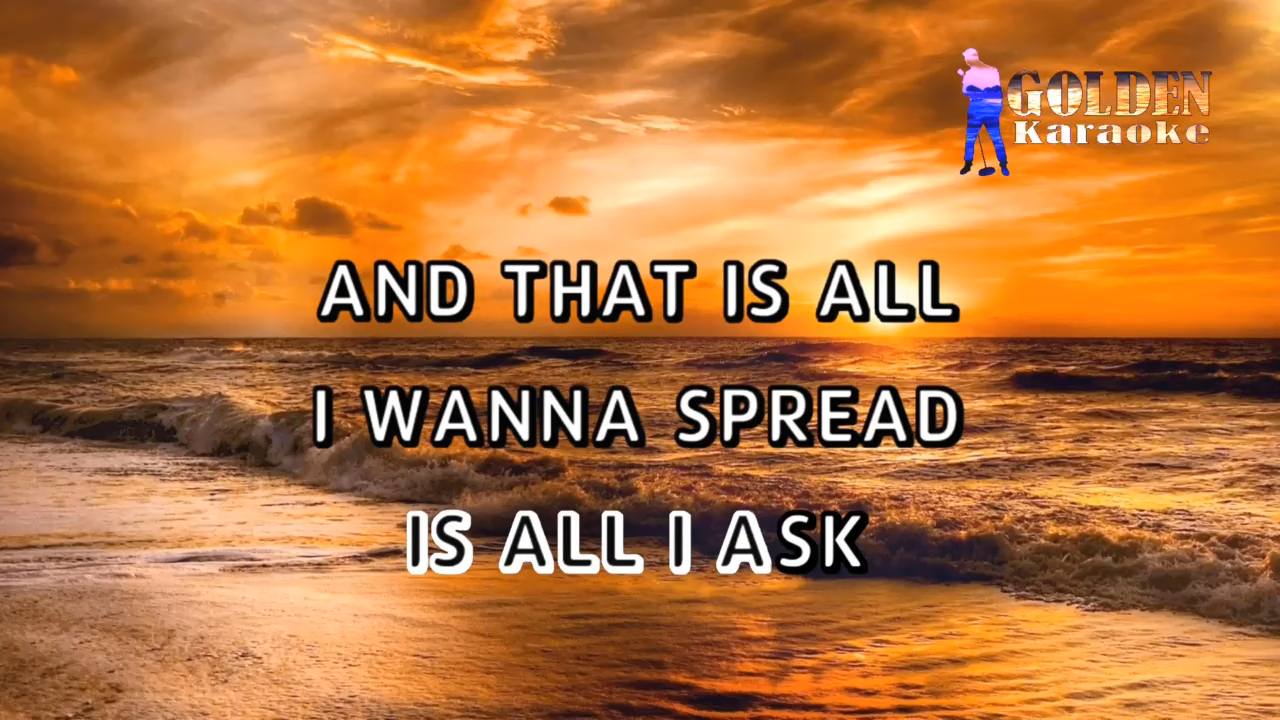 GOLDEN
Karaoke
AND THAT IS ALL
I WANNA SPREAD
IS ALL I ASK